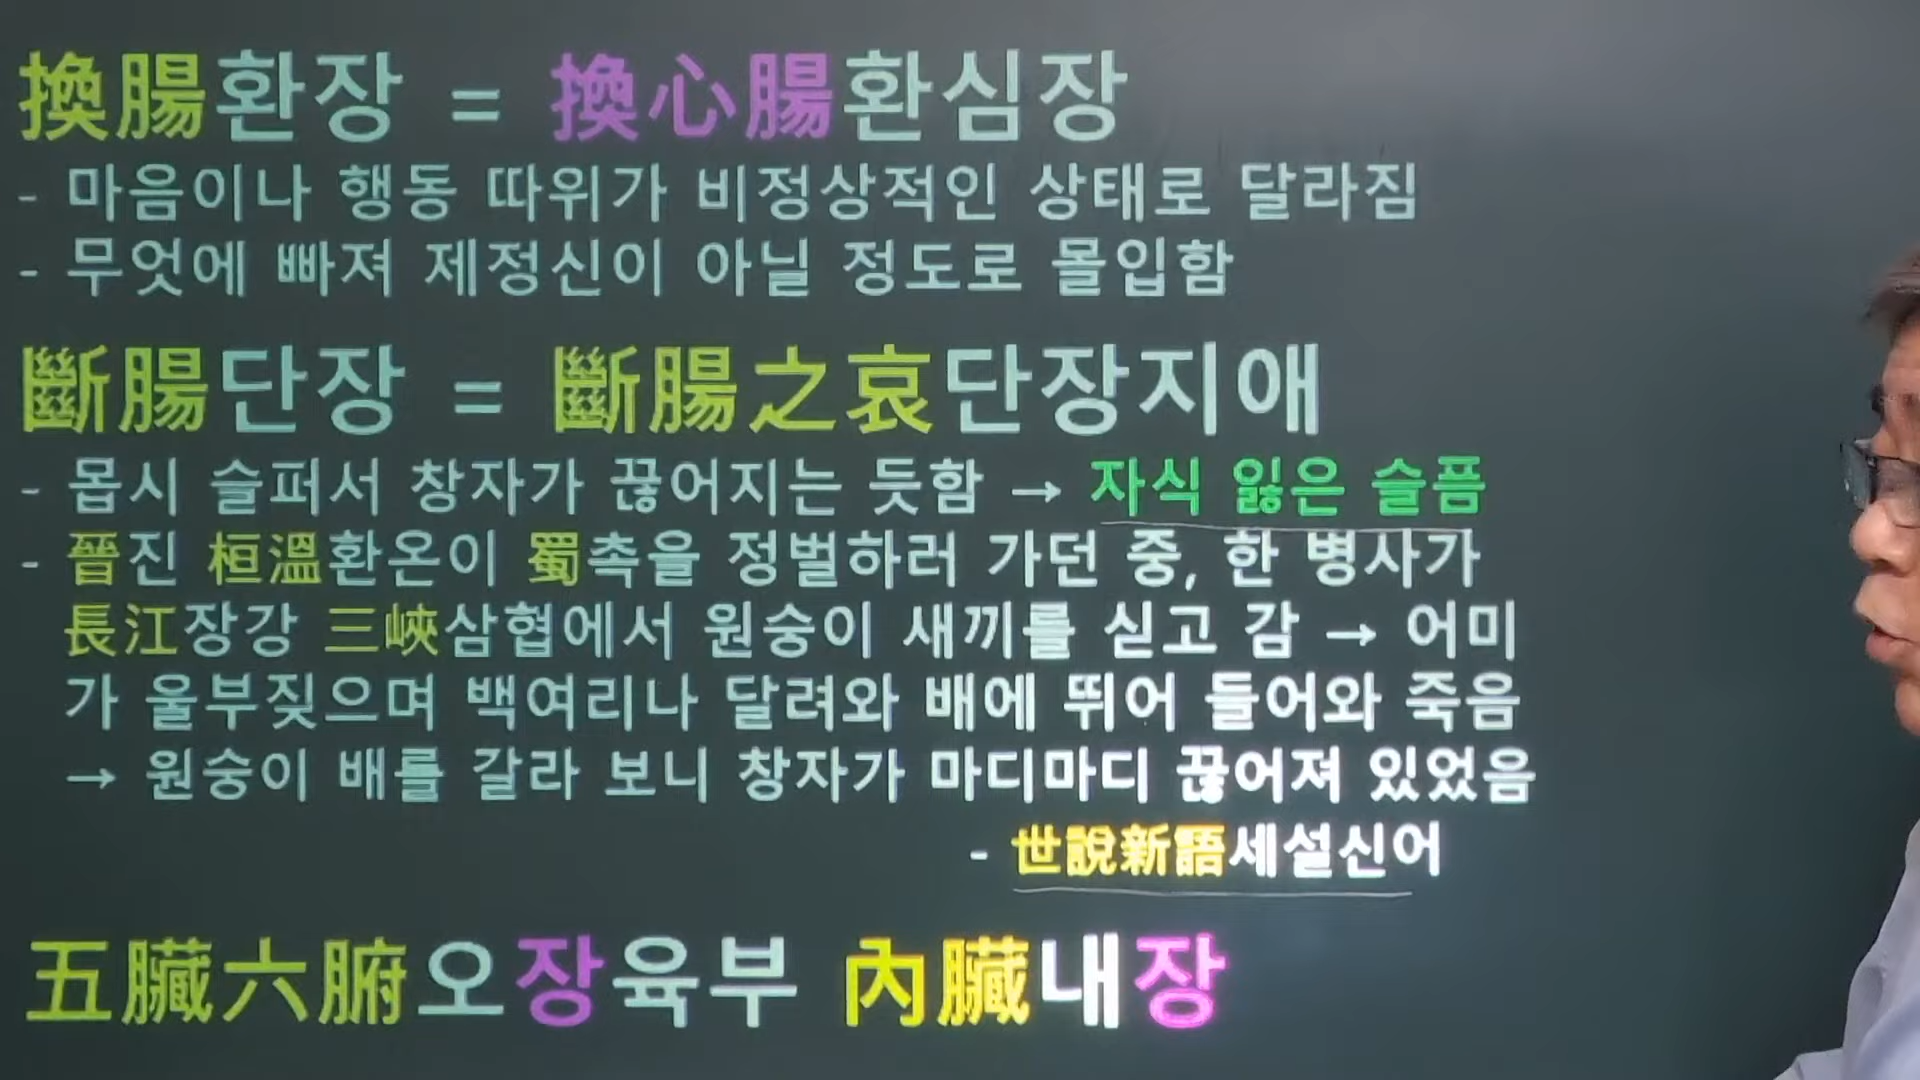 換腸환장 = 換心腸환심장
- 마음이나 행동 따위가 비정상적인 상태로 달라짐
- 무엇에 빠져 제정신이 아닐 정도로 몰입함
斷腸단장 = 斷腸之哀단장지애
- 몹시 슬퍼서 창자가 끊어지는 듯함 → 자식 잃은 슬픔
- 晉진 桓溫환온이 蜀촉을 정벌하러 가던 중, 한 병사가
長江장강 三峽삼협에서 원숭이 새끼를 싣고 감 → 어미
가 울부짖으며 백여리나 달려와 배에 뛰어 들어와 죽음
→ 원숭이 배를 갈라 보니 창자가 마디마디 끊어져 있었음
- 世說新語세설신어
五臟六腑오장육부 內臟내장